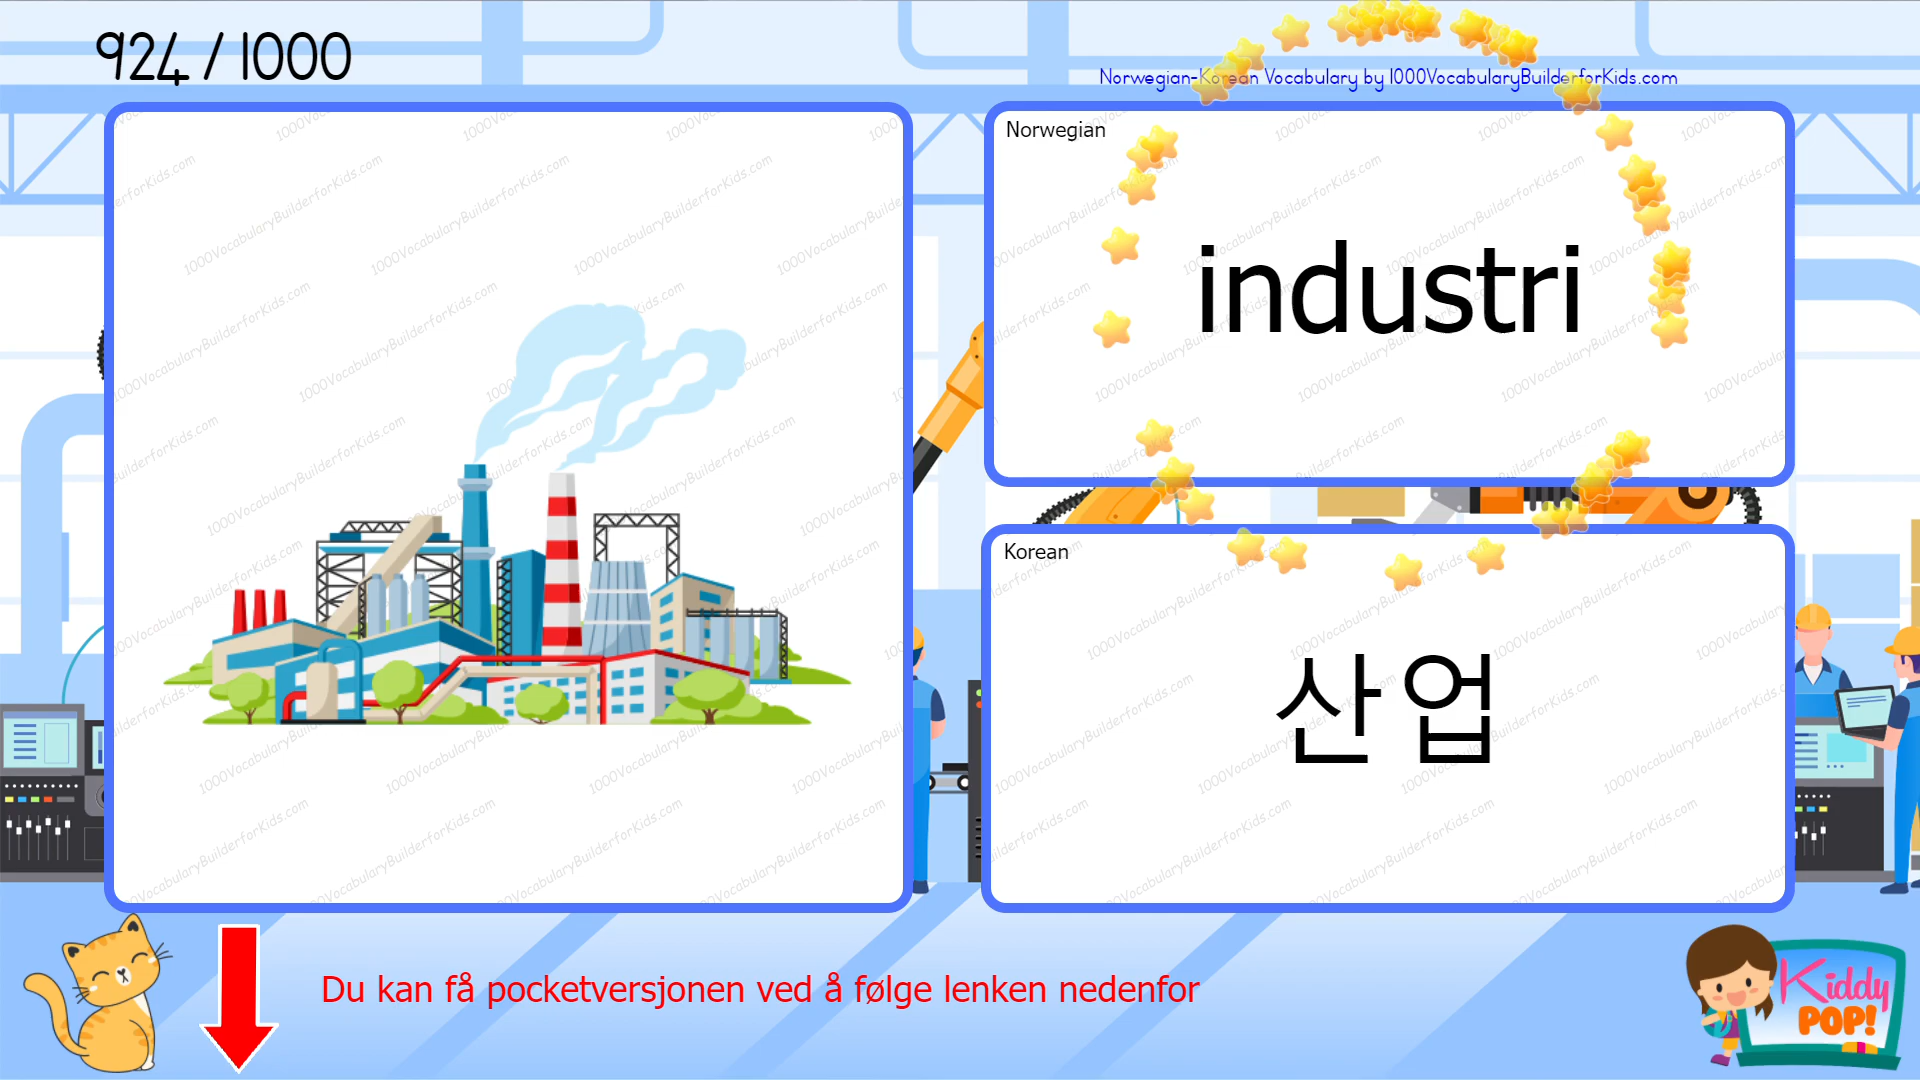 924 / 1000
Norwegian-Korean Vocabulary by 1000VocabularyBuilderforKids.com
Norwegian
industri
Korean
산업
Du kan få pocketversjonen ved å følge lenken nedenfor
Kiddy
POP!